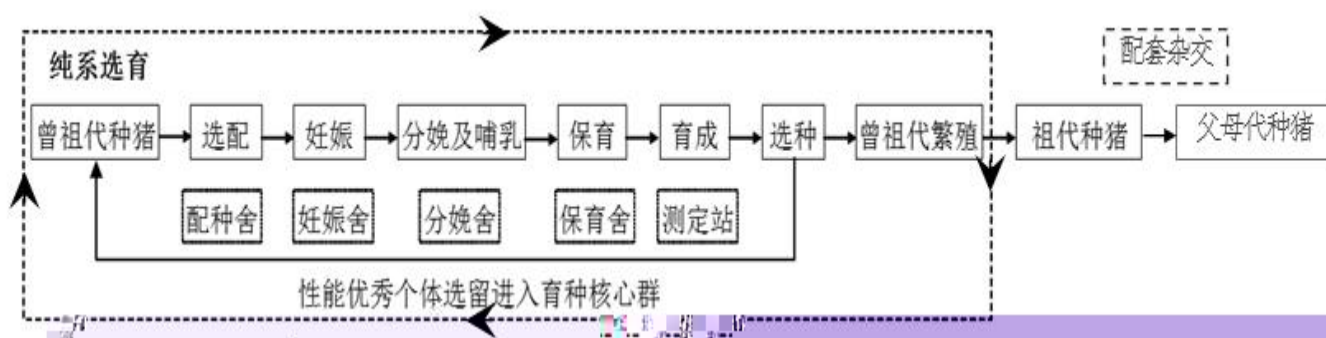 配套杂交
纯系选育
曾祖代种猪
选配
妊娠
分娩及哺乳
保育
育成
选种
曾祖代繁殖
祖代种猪
父母代种猪
配种舍
妊娠舍
分娩舍
保育舍
测定站
性能优秀个体选留进入育种核心群